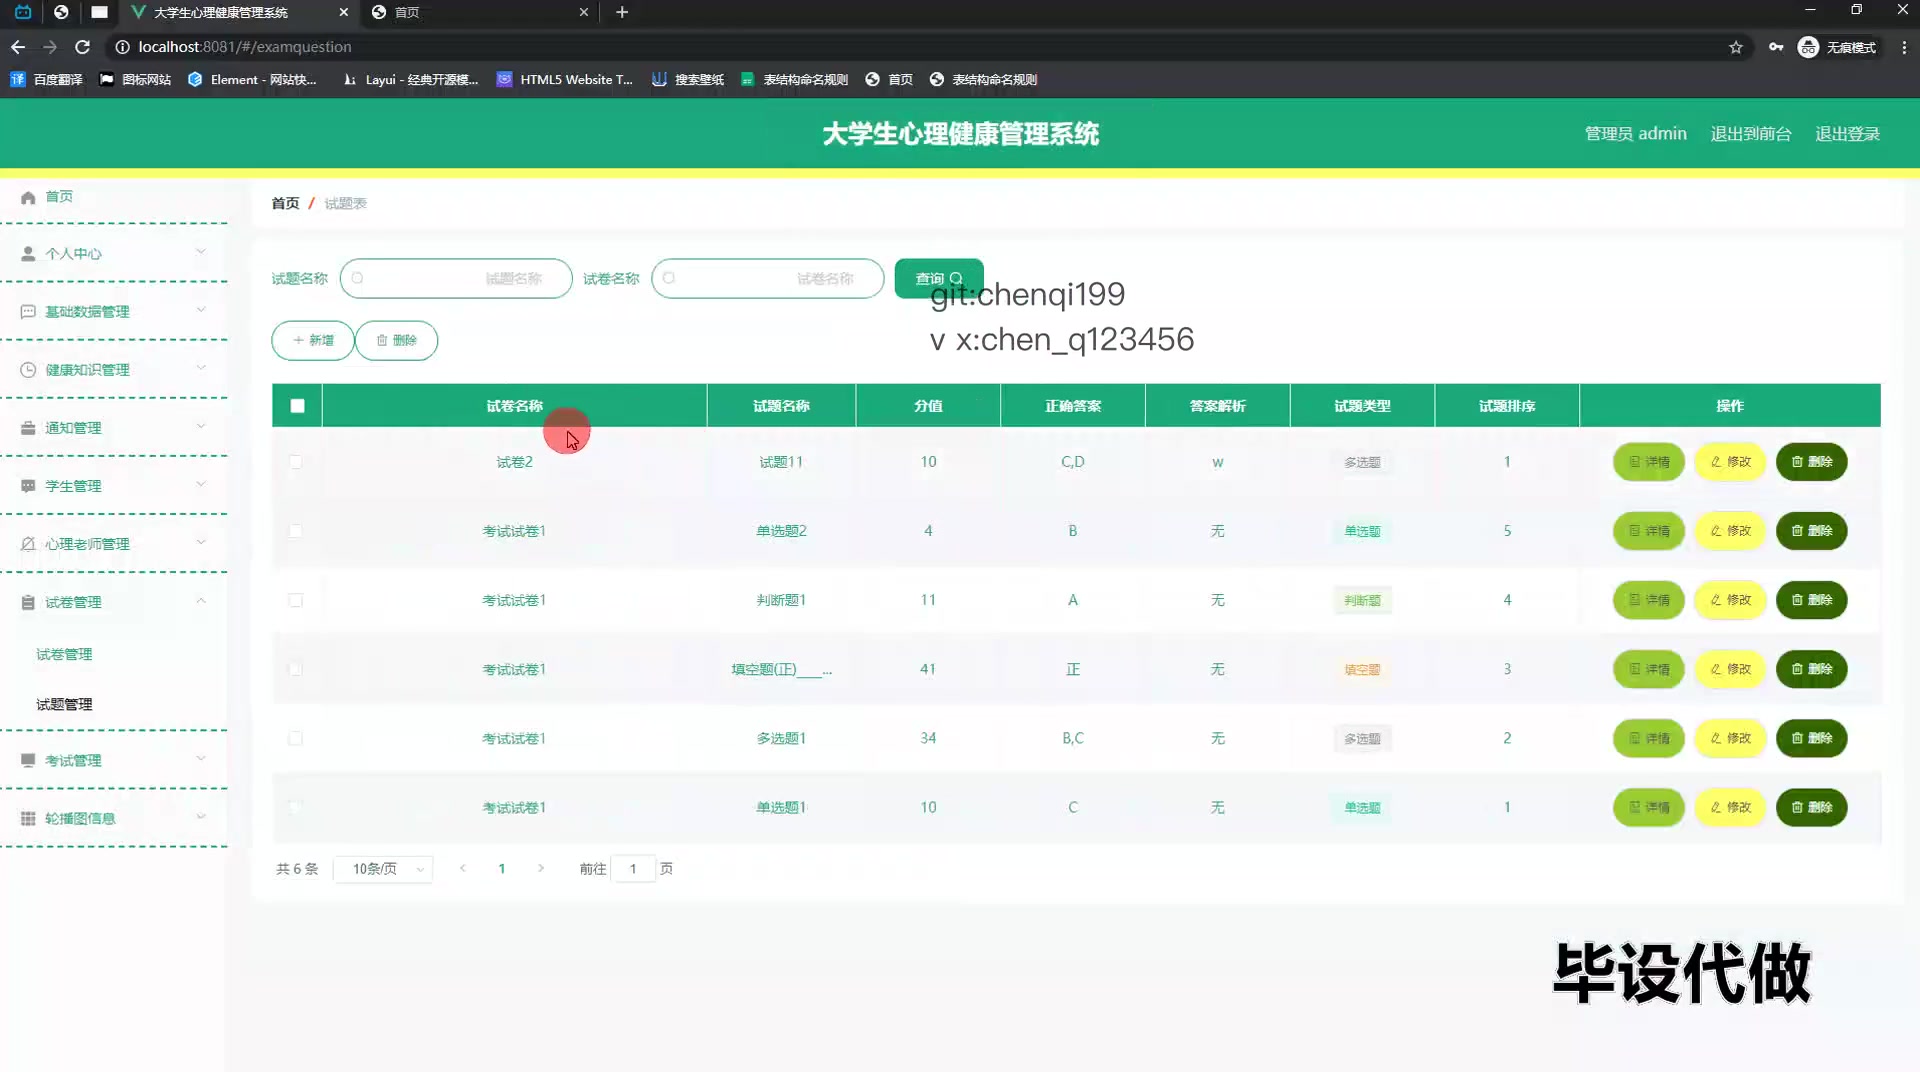 大学生心理健康管理系统
首页
localhost:8081/#/examquestion
无痕模式
百度翻译
图标网站
Element - 网站快...
Layui - 经典开源模...
HTML5 Website T...
搜索壁纸
表结构命名规则
首页
表结构命名规则
大学生心理健康管理系统
管理员 admin
退出到前台
退出登录
首页
个人中心
基础数据管理
健康知识管理
通知管理
学生管理
心理老师管理
试卷管理
试卷管理
试题管理
考试管理
轮播图信息
首页 / 试题表
试题名称 试题名称 试卷名称 试卷名称 查询
git:chenqi199
v x:chen_q123456
新增 删除
试卷名称 试题名称 分值 正确答案 答案解析 试题类型 试题排序 操作
试卷2 试题11 10 C,D w 多选题 1 详情 修改 删除
考试试卷1 单选题2 4 B 无 单选题 5 详情 修改 删除
考试试卷1 判断题1 11 A 无 判断题 4 详情 修改 删除
考试试卷1 填空题(正)____... 41 正 无 填空题 3 详情 修改 删除
考试试卷1 多选题1 34 B,C 无 多选题 2 详情 修改 删除
考试试卷1 单选题1 10 C 无 单选题 1 详情 修改 删除
共 6 条 10条/页 1 前往 1 页
毕设代做